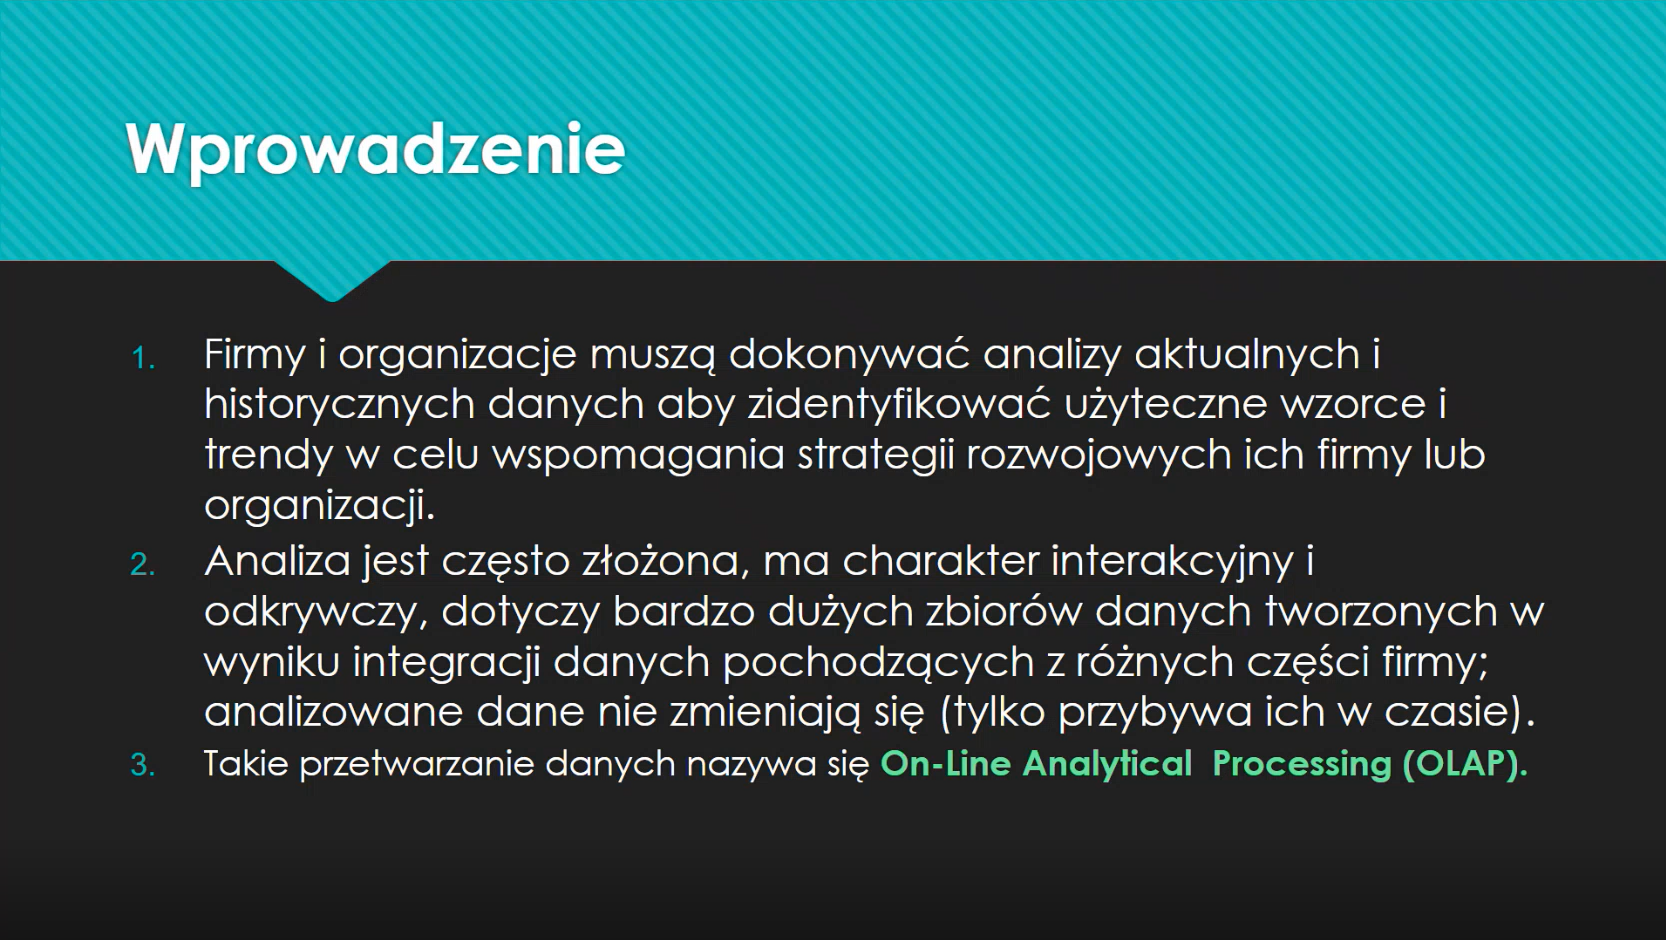 Wprowadzenie
1. Firmy i organizacje muszą dokonywać analizy aktualnych i
historycznych danych aby zidentyfikować użyteczne wzorce i
trendy w celu wspomagania strategii rozwojowych ich firmy lub
organizacji.
2. Analiza jest często złożona, ma charakter interakcyjny i
odkrywczy, dotyczy bardzo dużych zbiorów danych tworzonych w
wyniku integracji danych pochodzących z różnych części firmy;
analizowane dane nie zmieniają się (tylko przybywa ich w czasie).
3. Takie przetwarzanie danych nazywa się On-Line Analytical Processing (OLAP).